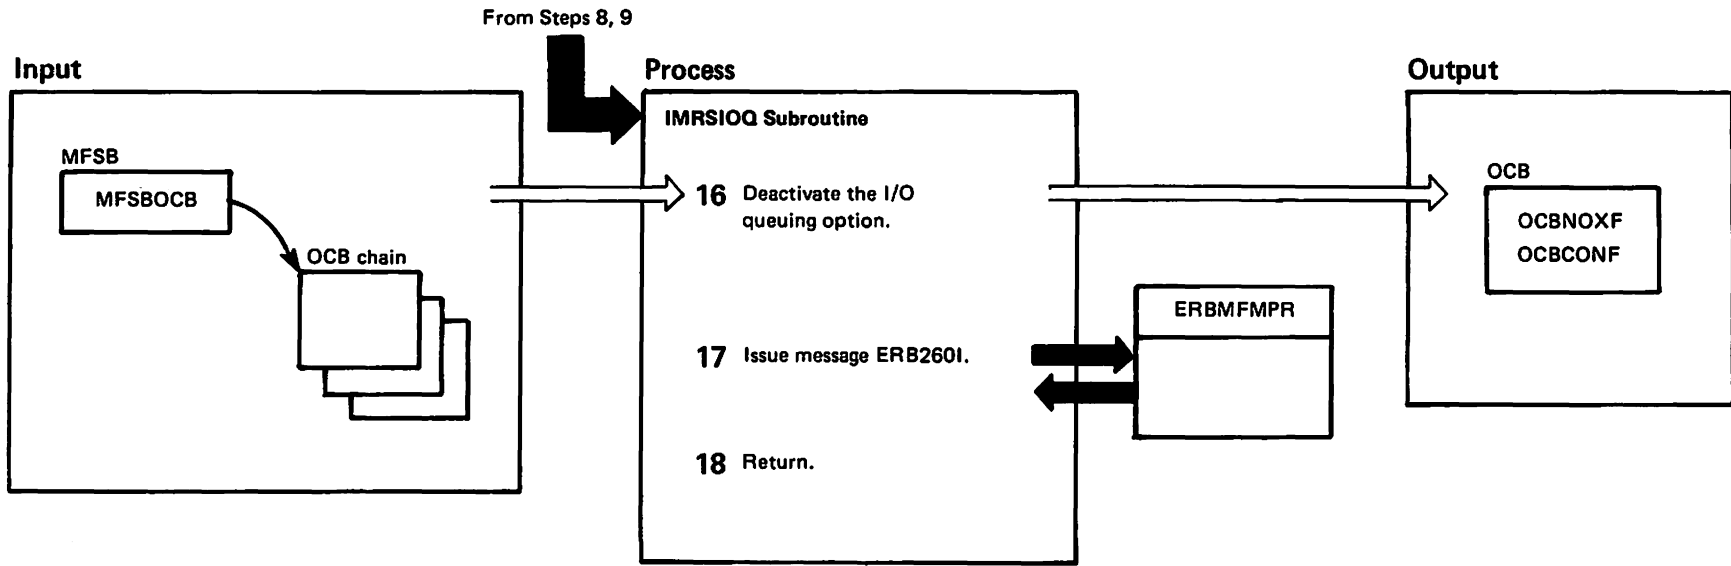 From Steps 8, 9
Input
Process
Output
IMRSIOQ Subroutine
MFSB
MFSBOCB
OCB chain
16 Deactivate the I/O
queuing option.
OCB
OCBNOXF
OCBCONF
ERBMFMPR
17 Issue message ERB260I.
18 Return.